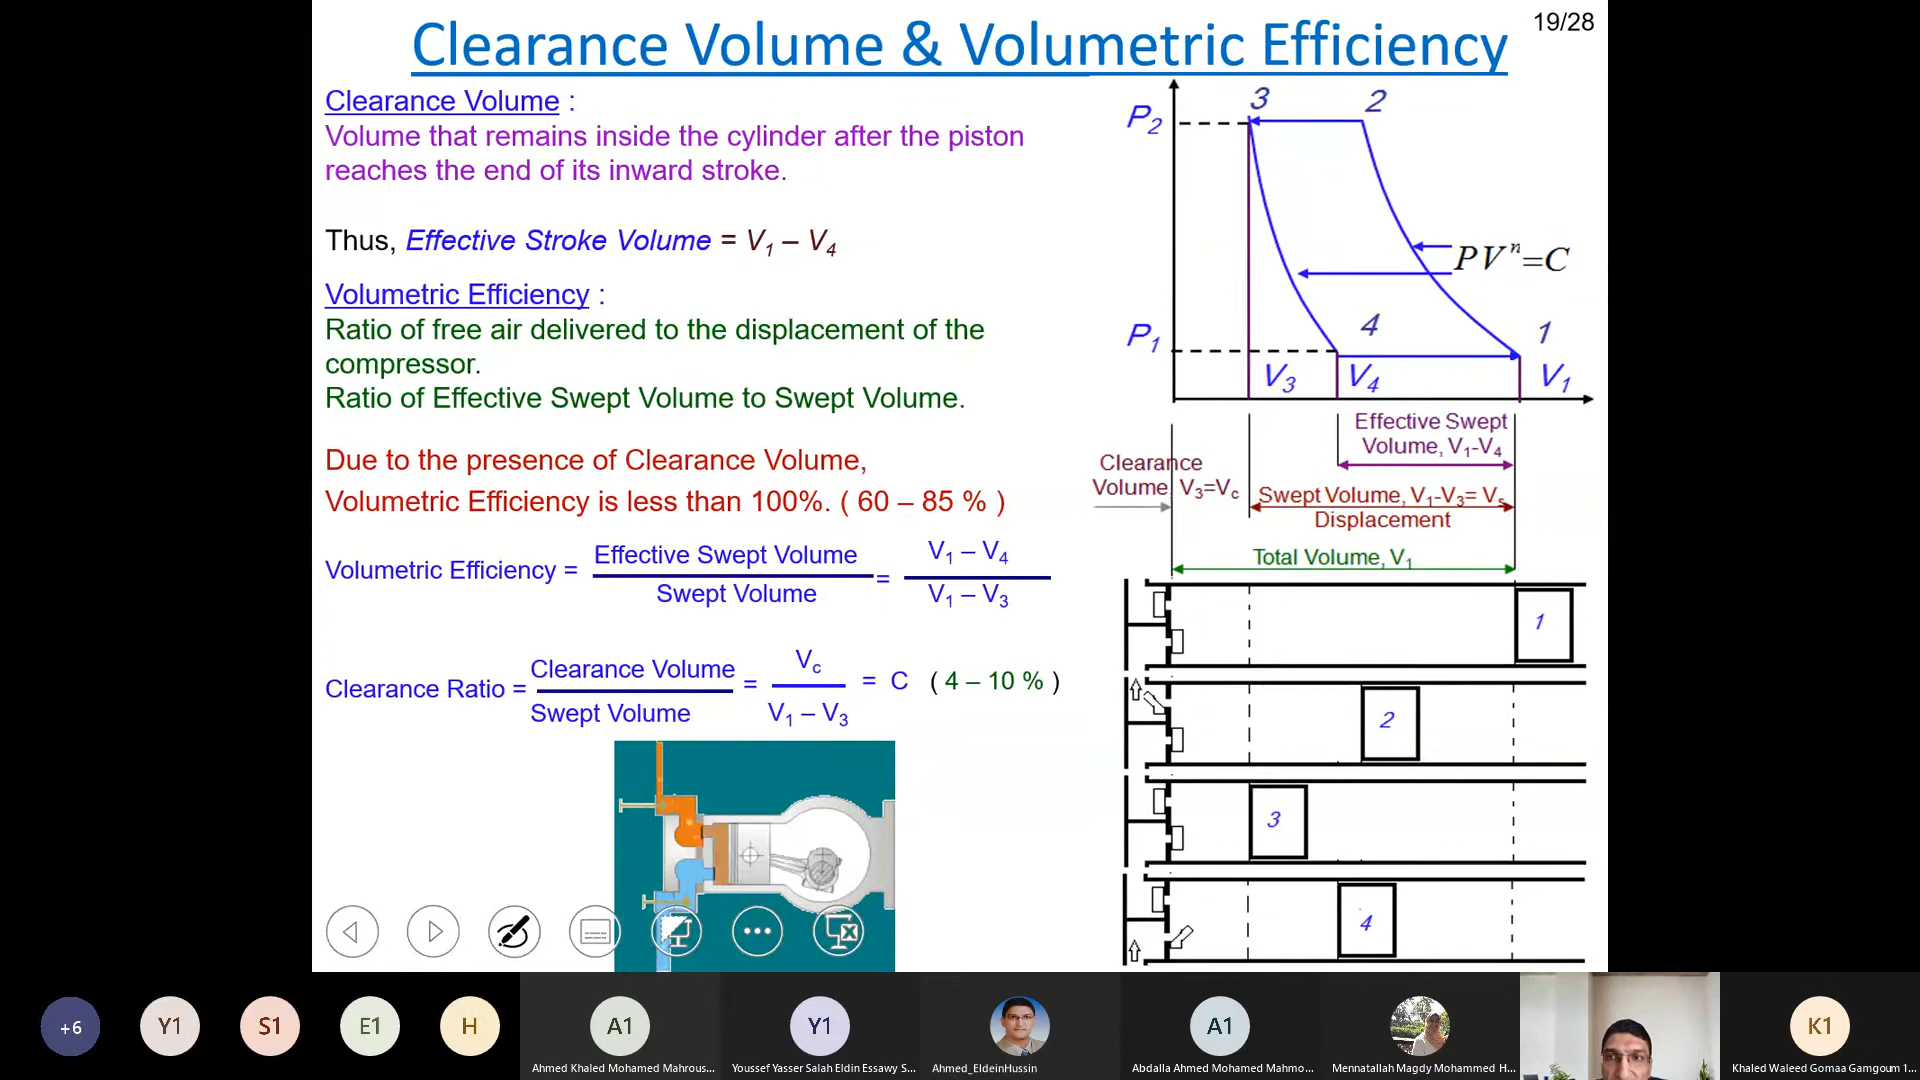 Clearance Volume & Volumetric Efficiency
19/28
Clearance Volume :
Volume that remains inside the cylinder after the piston
reaches the end of its inward stroke.
Thus, Effective Stroke Volume = V1 – V4
Volumetric Efficiency :
Ratio of free air delivered to the displacement of the
compressor.
Ratio of Effective Swept Volume to Swept Volume.
Due to the presence of Clearance Volume,
Volumetric Efficiency is less than 100%. ( 60 – 85 % )
Volumetric Efficiency =
Effective Swept Volume
Swept Volume
=
V1 – V4
V1 – V3
Clearance Ratio =
Clearance Volume
Swept Volume
=
Vc
V1 – V3
= C ( 4 – 10 % )
3
2
P2
PVⁿ=C
4
1
P1
V3
V4
V1
Effective Swept
Volume, V1-V4
Clearance
Volume, V3=Vc
Swept Volume, V1-V3= Vs
Displacement
Total Volume, V1
1
2
3
4
+6
Y1
S1
E1
H
A1
Y1
A1
K1
Ahmed Khaled Mohamed Mahrous...
Youssef Yasser Salah Eldin Essawy S...
Ahmed_EldeinHussin
Abdalla Ahmed Mohamed Mahmo...
Mennatallah Magdy Mohammed H...
Khaled Waleed Gomaa Gamgoum 1...